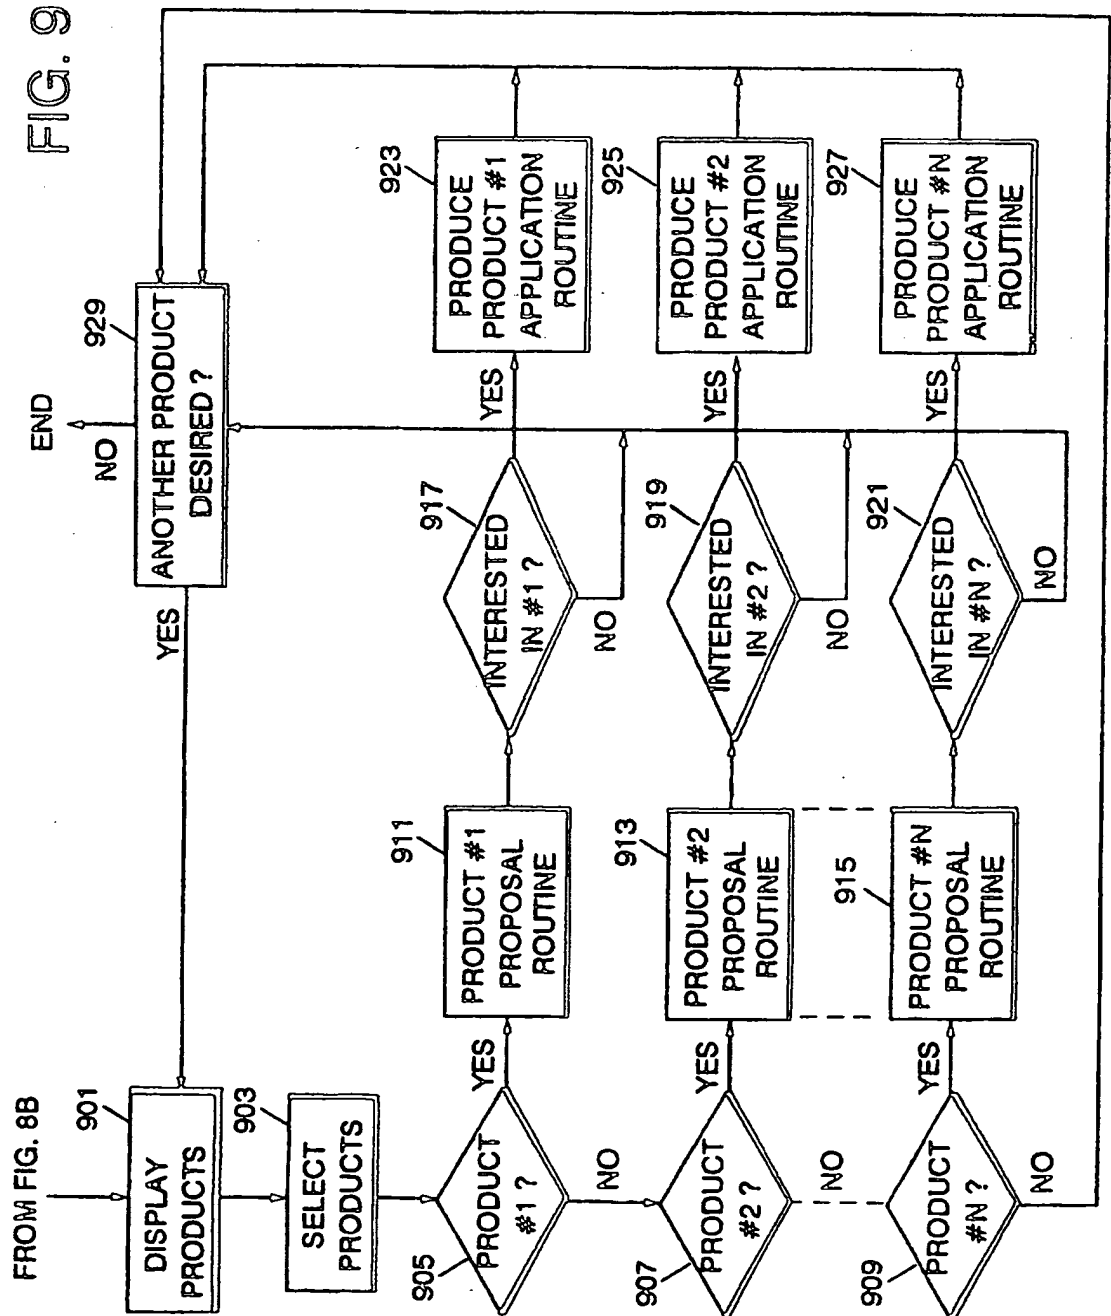 FIG. 9
FROM FIG. 8B
901
DISPLAY
PRODUCTS
903
SELECT
PRODUCTS
905
PRODUCT
#1?
YES
NO
907
PRODUCT
#2?
YES
NO
909
PRODUCT
#N?
YES
NO
911
PRODUCT #1
PROPOSAL
ROUTINE
913
PRODUCT #2
PROPOSAL
ROUTINE
915
PRODUCT #N
PROPOSAL
ROUTINE
917
INTERESTED
IN #1?
YES
NO
919
INTERESTED
IN #2?
YES
NO
921
INTERESTED
IN #N?
YES
NO
923
PRODUCE
PRODUCT #1
APPLICATION
ROUTINE
925
PRODUCE
PRODUCT #2
APPLICATION
ROUTINE
927
PRODUCE
PRODUCT #N
APPLICATION
ROUTINE
929
ANOTHER PRODUCT
DESIRED?
YES
NO
END